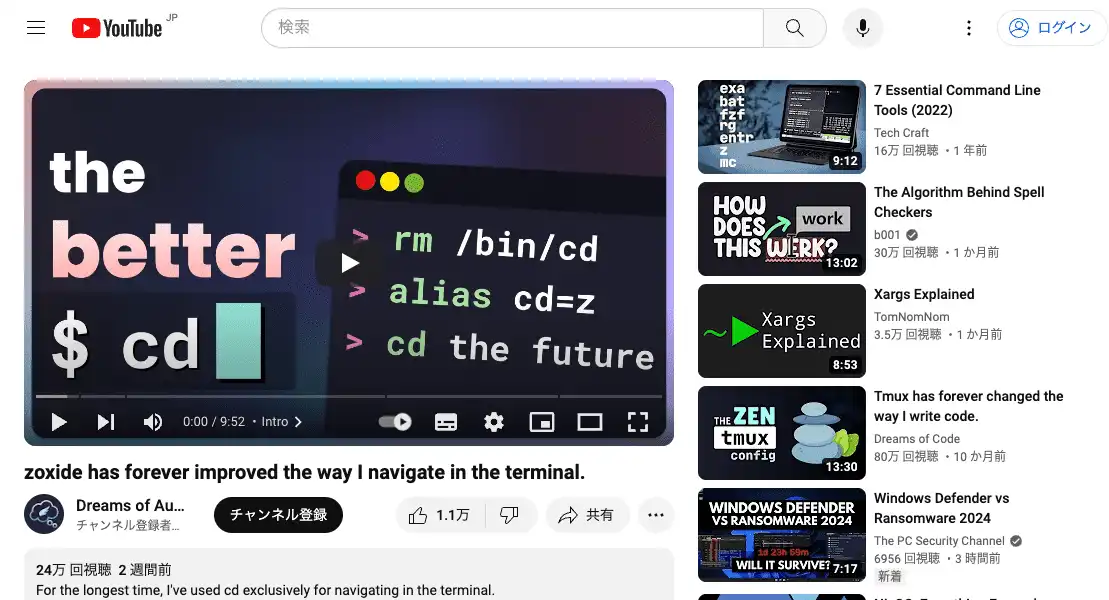 YouTube JP
検索
ログイン
the
better
$ cd
> rm /bin/cd
> alias cd=z
> cd the future
0:00 / 9:52 • Intro
zoxide has forever improved the way I navigate in the terminal.
Dreams of Au...
チャンネル登録者...
チャンネル登録
1.1万
共有
24万 回視聴 2 週間前
For the longest time, I've used cd exclusively for navigating in the terminal.
exa
bat
fzf
rg
entr
z
mc
9:12
7 Essential Command Line
Tools (2022)
Tech Craft
16万 回視聴 • 1 年前
HOW
DOES
THIS WERK?
work
13:02
The Algorithm Behind Spell
Checkers
b001
30万 回視聴 • 1 か月前
~ Xargs
Explained
8:53
Xargs Explained
TomNomNom
3.5万 回視聴 • 1 か月前
THE ZEN
tmux
config
13:30
Tmux has forever changed the
way I write code.
Dreams of Code
80万 回視聴 • 10 か月前
WINDOWS DEFENDER
VS RANSOMWARE 2024
1d 23h 59m
WILL IT SURVIVE?
7:17
Windows Defender vs
Ransomware 2024
The PC Security Channel
6956 回視聴 • 3 時間前
新着